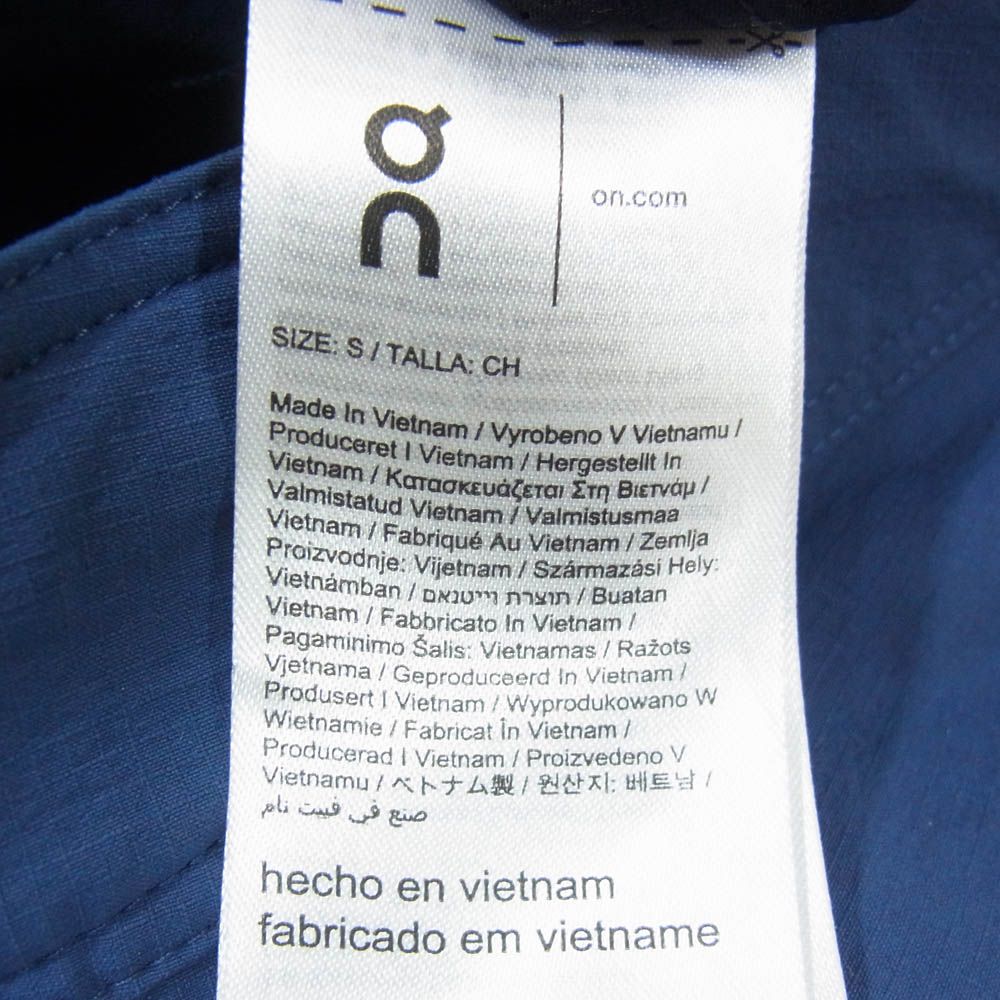 on
on.com
SIZE: S / TALLA: CH
Made In Vietnam / Vyrobeno V Vietnamu /
Produceret I Vietnam / Hergestellt In
Vietnam / Κατασκευάζεται Στη Βιετνάμ /
Valmistatud Vietnam / Valmistusmaa
Vietnam / Fabriqué Au Vietnam / Zemlja
Proizvodnje: Vijetnam / Származási Hely:
Vietnámban / תוצרת וייטנאם / Buatan
Vietnam / Fabbricato In Vietnam /
Pagaminimo Šalis: Vietnamas / Ražots
Vjetnama / Geproduceerd In Vietnam /
Produsert I Vietnam / Wyprodukowano W
Wietnamie / Fabricat În Vietnam /
Producerad I Vietnam / Proizvedeno V
Vietnamu / ベトナム製 / 원산지: 베트남 /
صنع في فييت نام
hecho en vietnam
fabricado em vietname